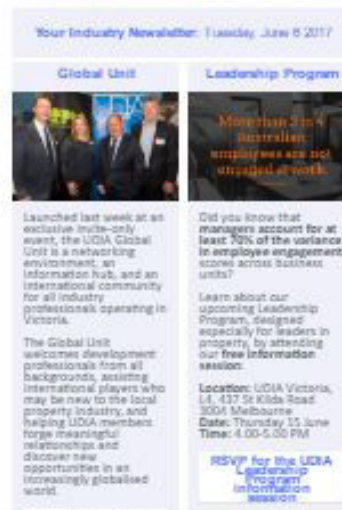 Your Industry Newsletter: Tuesday, June 6 2017
Global Unit
UDIA
Launched last week at an
exclusive invite-only
event, the UDIA Global
Unit is a networking
environment, an
information hub, and an
international community
for all industry
professionals operating in
Victoria.
The Global Unit
welcomes development
professionals from all
backgrounds, assisting
international players who
may be new to the local
property industry, and
helping UDIA members
forge meaningful
relationships and
discover new
opportunities in an
increasingly globalised
world.
Leadership Program
More than 3 in 4
Australian
employees are not
engaged at work.
Did you know that
managers account for at
least 70% of the variance
in employee engagement
scores across business
units?
Learn about our
upcoming Leadership
Program, designed
especially for leaders in
property, by attending
our free information
session:
Location: UDIA Victoria,
L4, 437 St Kilda Road
3004 Melbourne
Date: Thursday 15 June
Time: 4.00-5.00 PM
RSVP for the UDIA
Leadership
Program
information
session